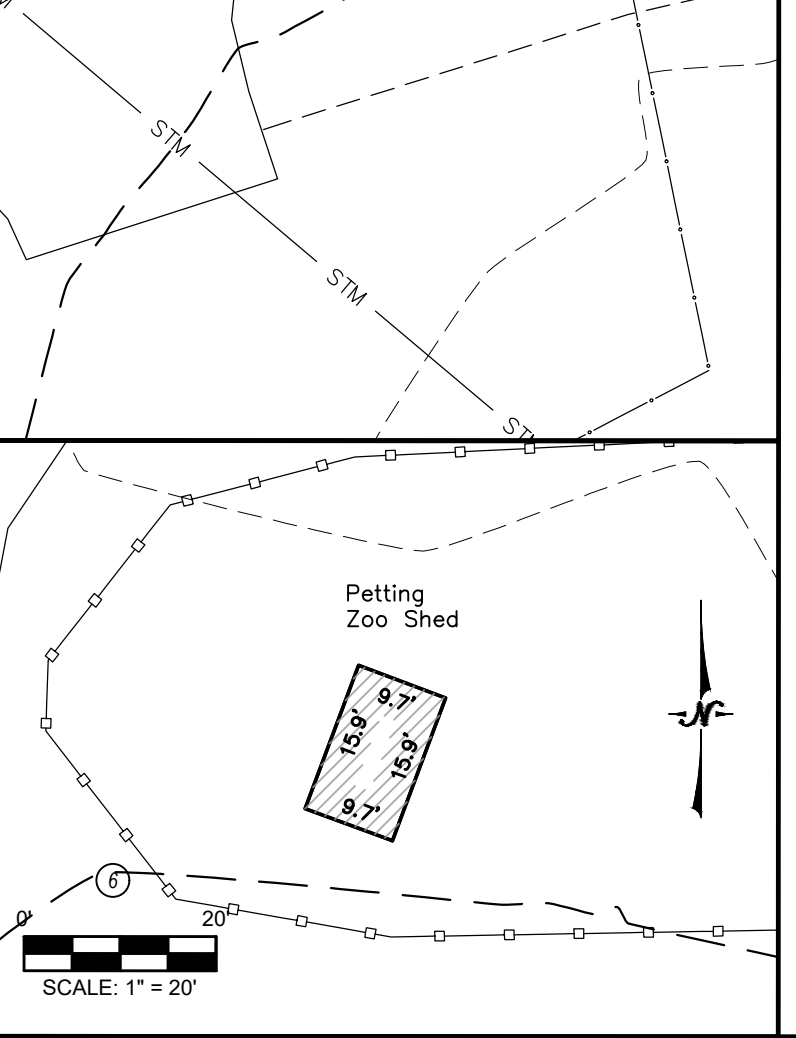 STM
STM
Petting
Zoo Shed
9.7'
15.9'
15.9'
9.7'
N
6
0' 20'
SCALE: 1" = 20'